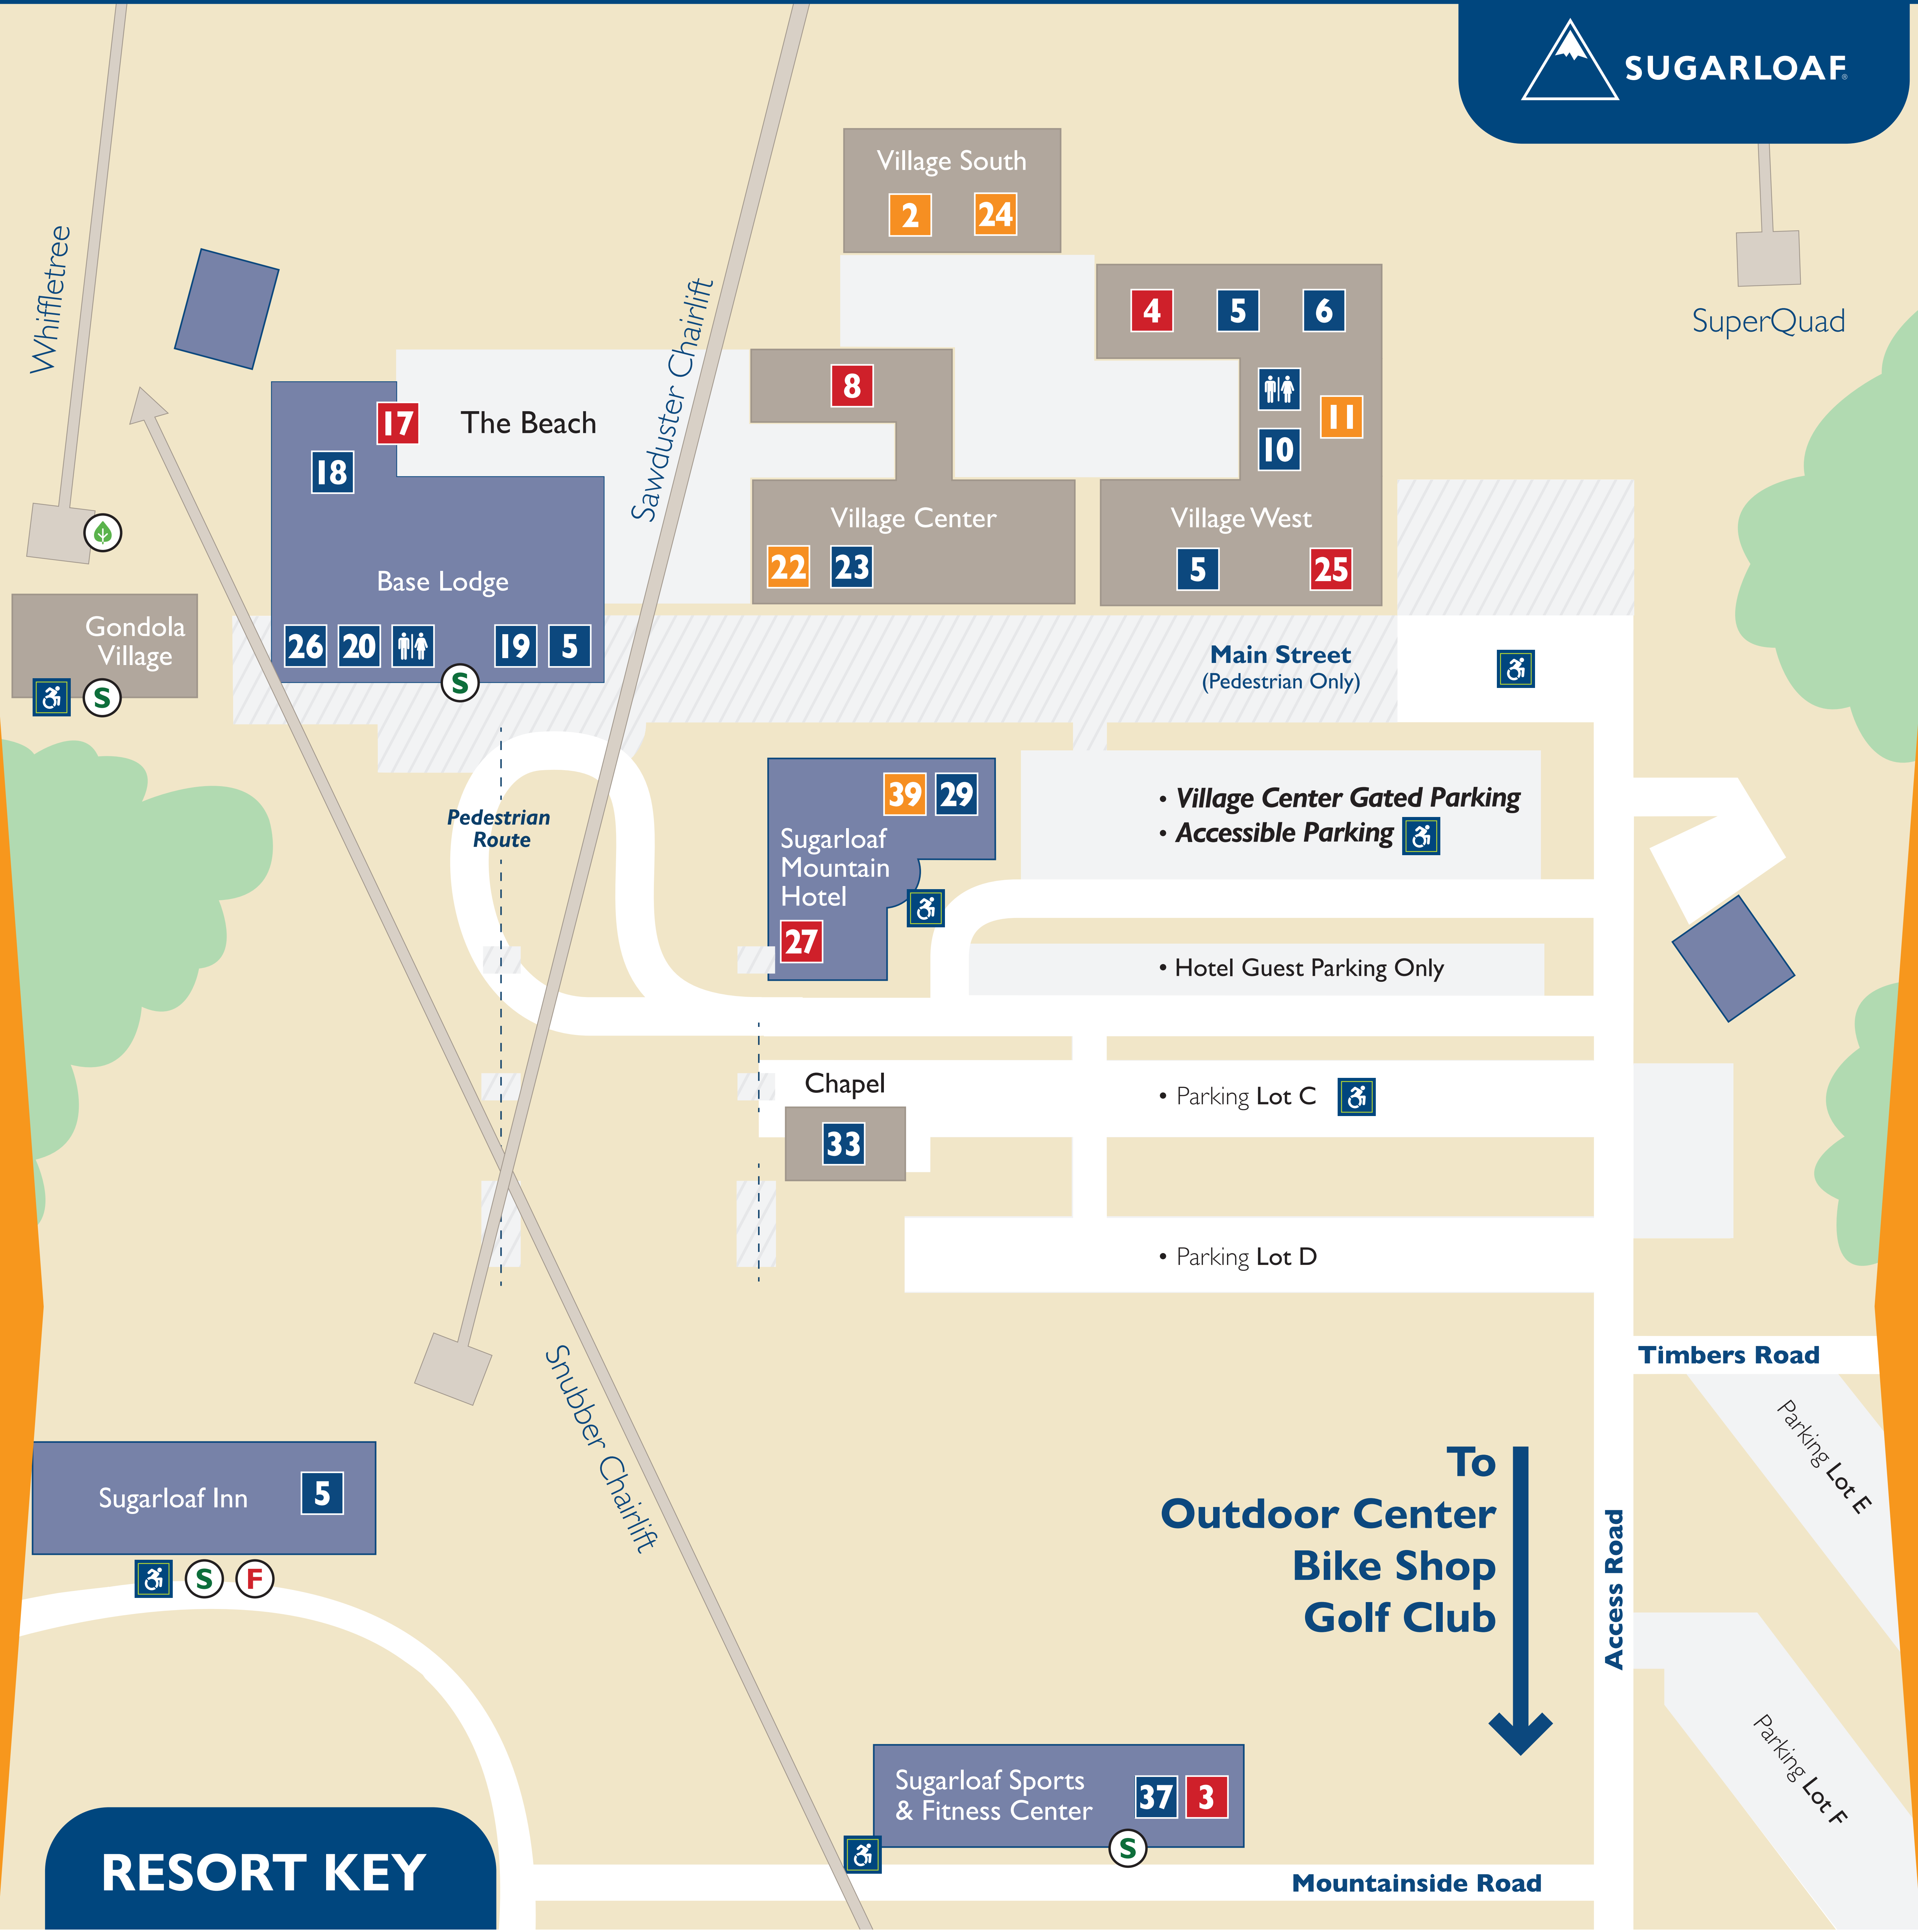 SUGARLOAF®
Village South
2 24
Whiffletree
4 5 6
SuperQuad
Sawduster Chairlift
8
17
The Beach
11
18
10
Village Center
Village West
22 23
5 25
Base Lodge
Gondola
Village
26 20 19 5
S
S
Main Street
(Pedestrian Only)
39 29
• Village Center Gated Parking
• Accessible Parking
Pedestrian
Route
Sugarloaf
Mountain
Hotel
27
• Hotel Guest Parking Only
Chapel
• Parking Lot C
33
• Parking Lot D
Timbers Road
Snubber Chairlift
Parking Lot E
To
Outdoor Center
Bike Shop
Golf Club
Sugarloaf Inn 5
S F
Access Road
Parking Lot F
Sugarloaf Sports
& Fitness Center
37 3
S
RESORT KEY
Mountainside Road